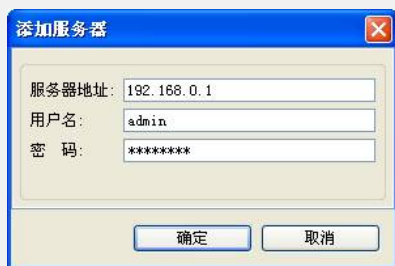 添加服务器
服务器地址: 192.168.0.1
用户名: admin
密 码: ********
确定 取消